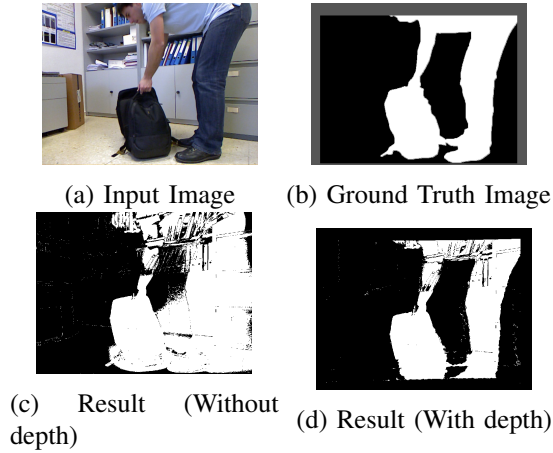 (a) Input Image
(b) Ground Truth Image
(c) Result (Without
depth)
(d) Result (With depth)